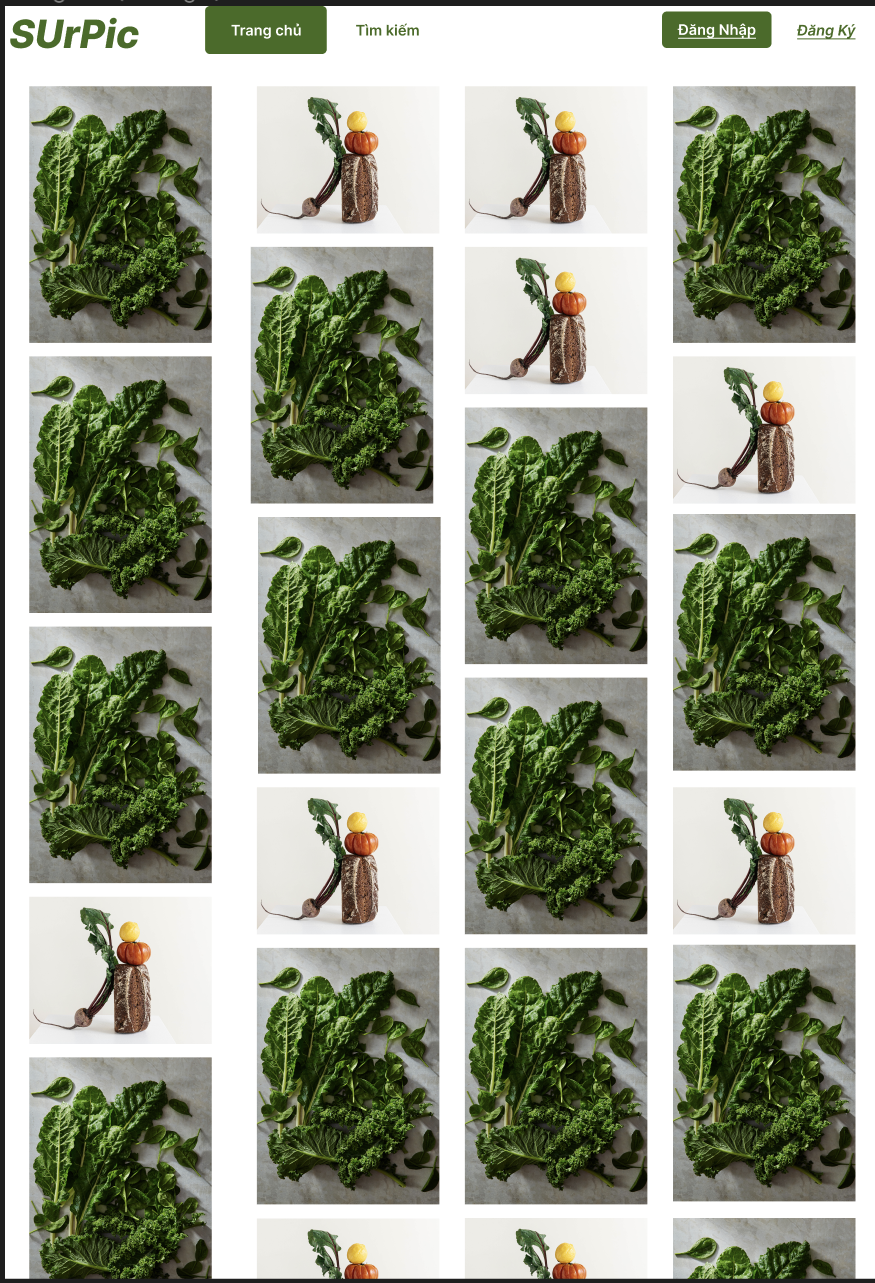 SUrPic
Trang chủ
Tìm kiếm
Đăng Nhập
Đăng Ký